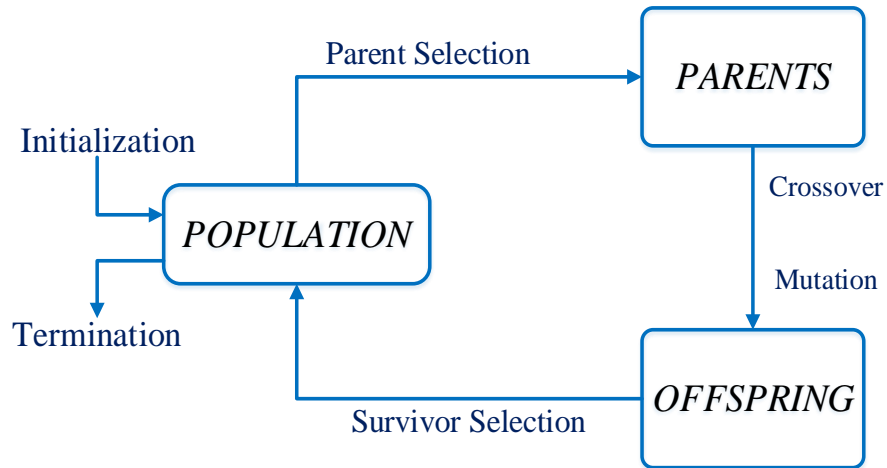 Parent Selection
PARENTS
Initialization
Crossover
POPULATION
Mutation
Termination
OFFSPRING
Survivor Selection